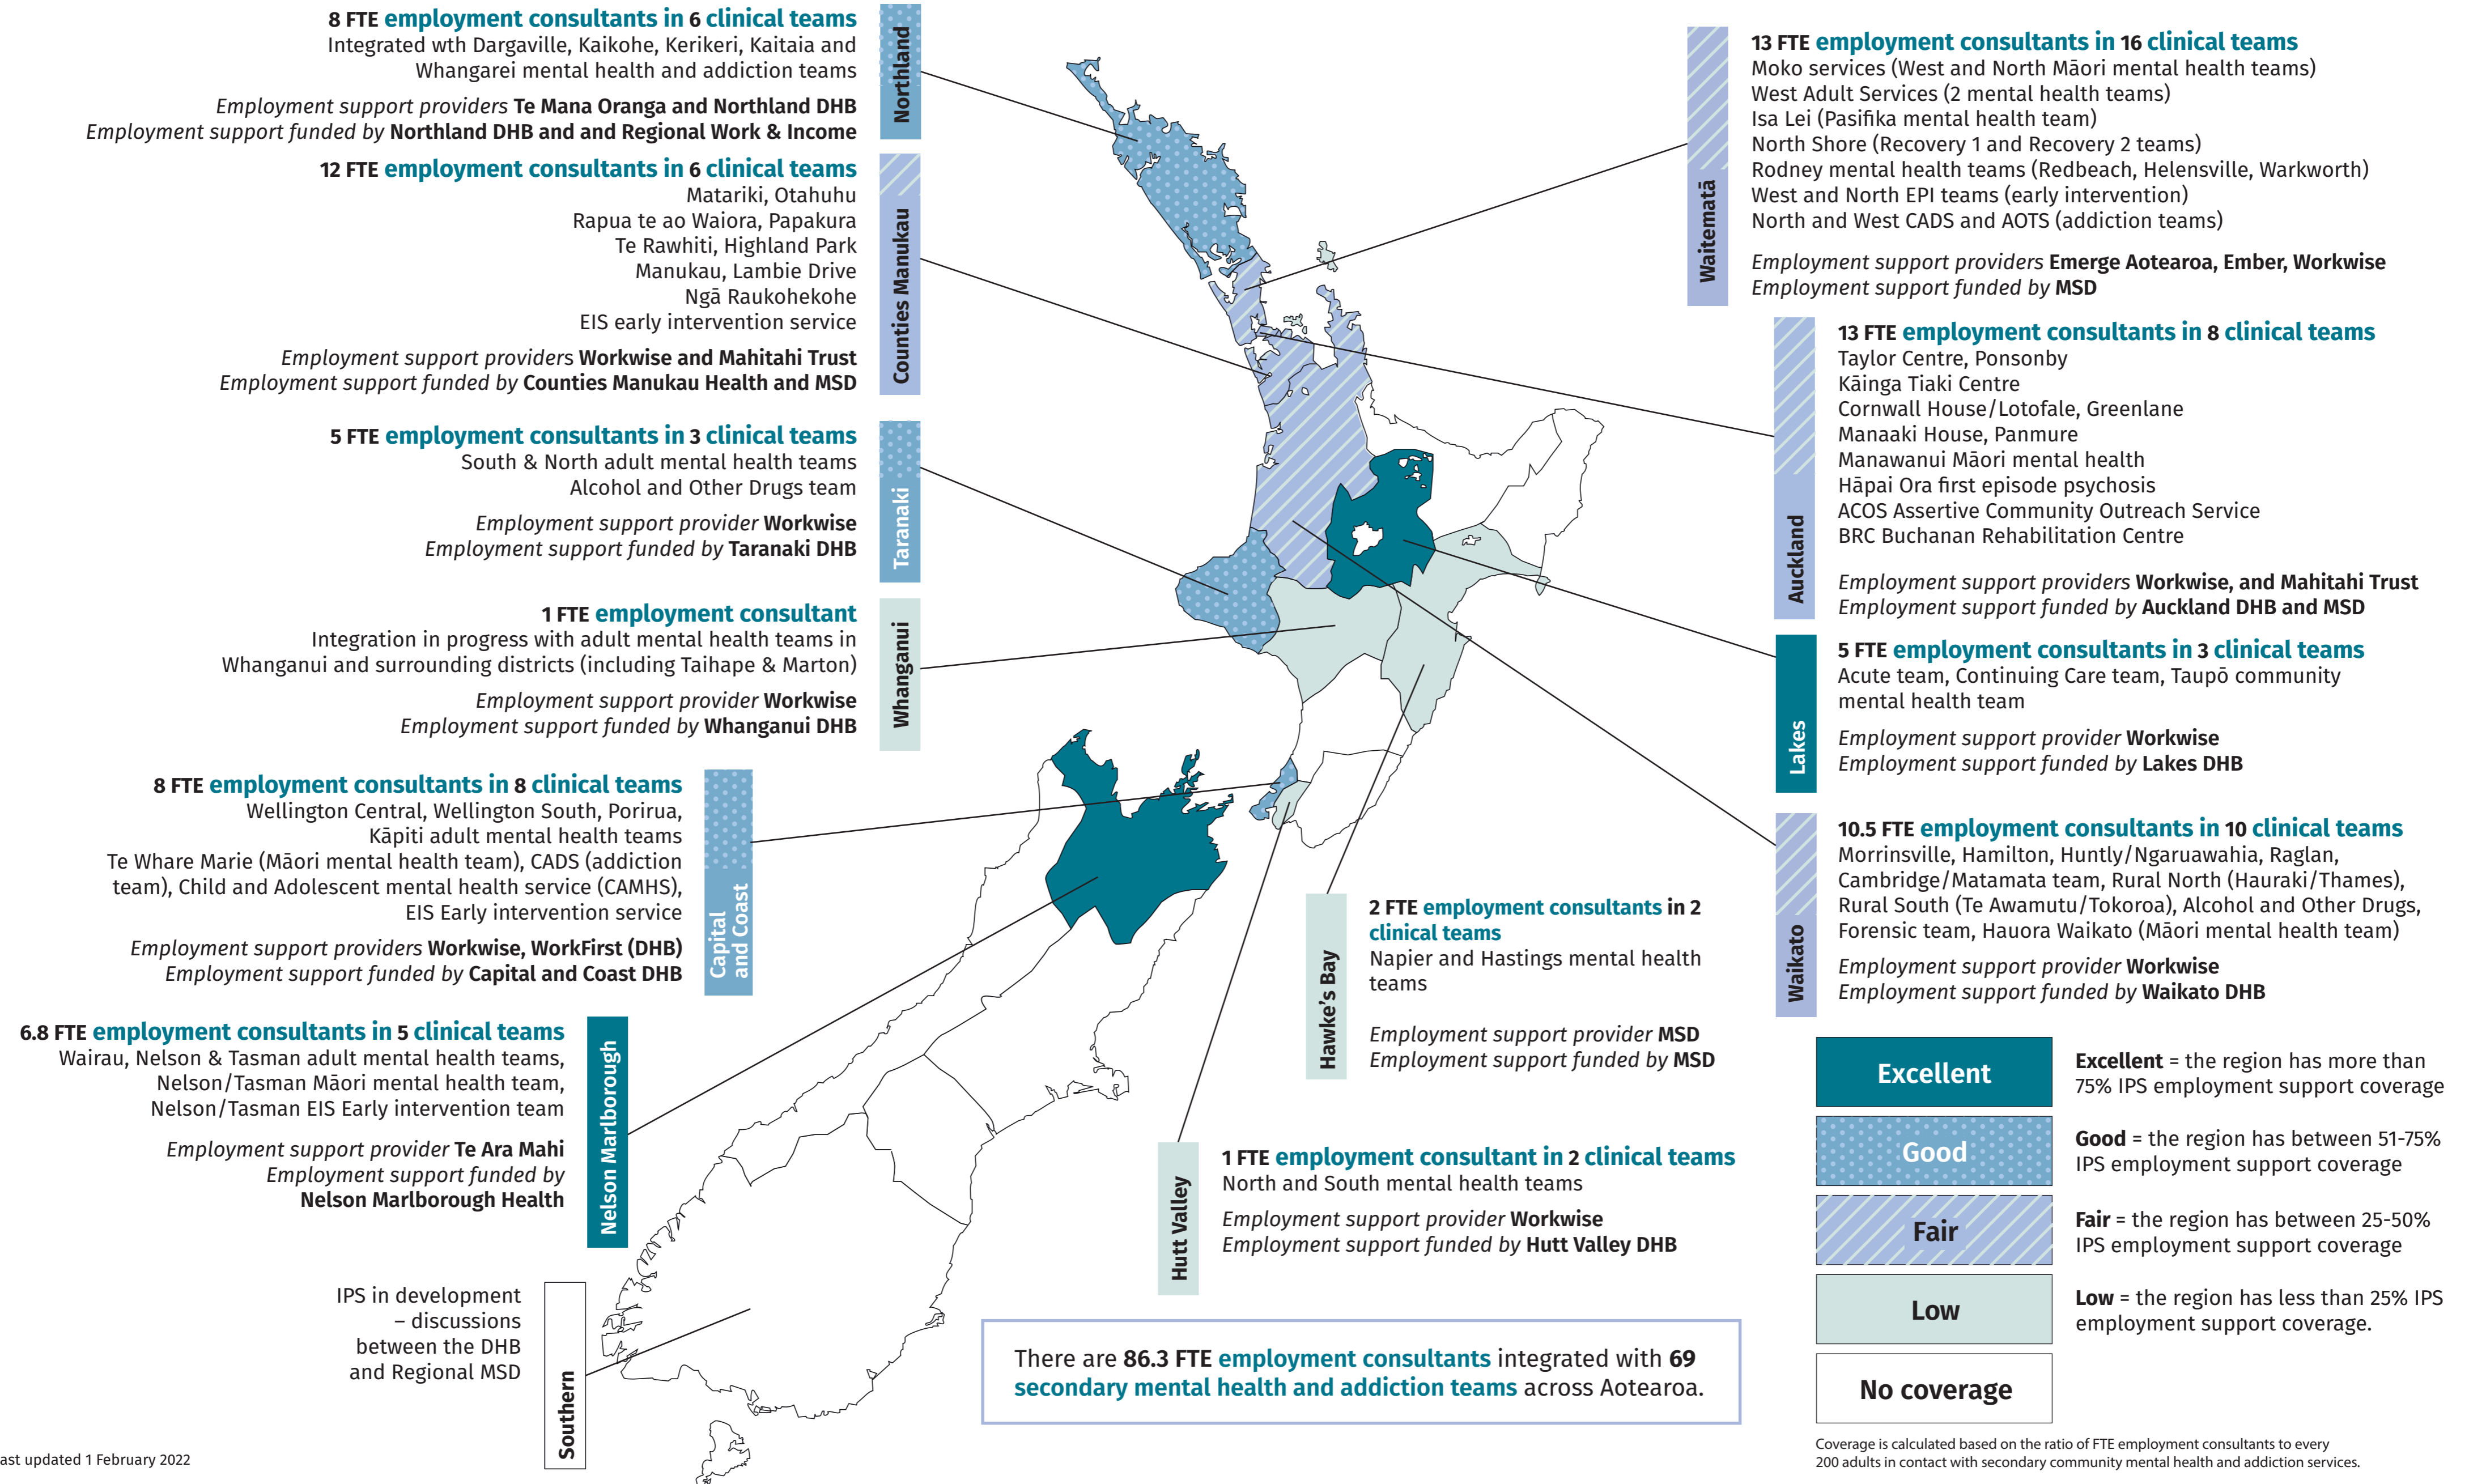 8 FTE employment consultants in 6 clinical teams
Integrated wth Dargaville, Kaikohe, Kerikeri, Kaitaia and
Whangarei mental health and addiction teams
Employment support providers Te Mana Oranga and Northland DHB
Employment support funded by Northland DHB and and Regional Work & Income
Northland
12 FTE employment consultants in 6 clinical teams
Matariki, Otahuhu
Rapua te ao Waiora, Papakura
Te Rawhiti, Highland Park
Manukau, Lambie Drive
Ngā Raukohekohe
EIS early intervention service
Employment support providers Workwise and Mahitahi Trust
Employment support funded by Counties Manukau Health and MSD
Counties Manukau
5 FTE employment consultants in 3 clinical teams
South & North adult mental health teams
Alcohol and Other Drugs team
Employment support provider Workwise
Employment support funded by Taranaki DHB
Taranaki
1 FTE employment consultant
Integration in progress with adult mental health teams in
Whanganui and surrounding districts (including Taihape & Marton)
Employment support provider Workwise
Employment support funded by Whanganui DHB
Whanganui
8 FTE employment consultants in 8 clinical teams
Wellington Central, Wellington South, Porirua,
Kāpiti adult mental health teams
Te Whare Marie (Māori mental health team), CADS (addiction
team), Child and Adolescent mental health service (CAMHS),
EIS Early intervention service
Employment support providers Workwise, WorkFirst (DHB)
Employment support funded by Capital and Coast DHB
Capital
and Coast
6.8 FTE employment consultants in 5 clinical teams
Wairau, Nelson & Tasman adult mental health teams,
Nelson/Tasman Māori mental health team,
Nelson/Tasman EIS Early intervention team
Employment support provider Te Ara Mahi
Employment support funded by
Nelson Marlborough Health
Nelson Marlborough
IPS in development
– discussions
between the DHB
and Regional MSD
Southern
ast updated 1 February 2022
Waitematā
13 FTE employment consultants in 16 clinical teams
Moko services (West and North Māori mental health teams)
West Adult Services (2 mental health teams)
Isa Lei (Pasifika mental health team)
North Shore (Recovery 1 and Recovery 2 teams)
Rodney mental health teams (Redbeach, Helensville, Warkworth)
West and North EPI teams (early intervention)
North and West CADS and AOTS (addiction teams)
Employment support providers Emerge Aotearoa, Ember, Workwise
Employment support funded by MSD
Auckland
13 FTE employment consultants in 8 clinical teams
Taylor Centre, Ponsonby
Kāinga Tiaki Centre
Cornwall House/Lotofale, Greenlane
Manaaki House, Panmure
Manawanui Māori mental health
Hāpai Ora first episode psychosis
ACOS Assertive Community Outreach Service
BRC Buchanan Rehabilitation Centre
Employment support providers Workwise, and Mahitahi Trust
Employment support funded by Auckland DHB and MSD
Lakes
5 FTE employment consultants in 3 clinical teams
Acute team, Continuing Care team, Taupō community
mental health team
Employment support provider Workwise
Employment support funded by Lakes DHB
Waikato
10.5 FTE employment consultants in 10 clinical teams
Morrinsville, Hamilton, Huntly/Ngaruawahia, Raglan,
Cambridge/Matamata team, Rural North (Hauraki/Thames),
Rural South (Te Awamutu/Tokoroa), Alcohol and Other Drugs,
Forensic team, Hauora Waikato (Māori mental health team)
Employment support provider Workwise
Employment support funded by Waikato DHB
Hawke's Bay
2 FTE employment consultants in 2
clinical teams
Napier and Hastings mental health
teams
Employment support provider MSD
Employment support funded by MSD
Hutt Valley
1 FTE employment consultant in 2 clinical teams
North and South mental health teams
Employment support provider Workwise
Employment support funded by Hutt Valley DHB
There are 86.3 FTE employment consultants integrated with 69
secondary mental health and addiction teams across Aotearoa.
Excellent
Excellent = the region has more than
75% IPS employment support coverage
Good
Good = the region has between 51-75%
IPS employment support coverage
Fair
Fair = the region has between 25-50%
IPS employment support coverage
Low
Low = the region has less than 25% IPS
employment support coverage.
No coverage
Coverage is calculated based on the ratio of FTE employment consultants to every
200 adults in contact with secondary community mental health and addiction services.